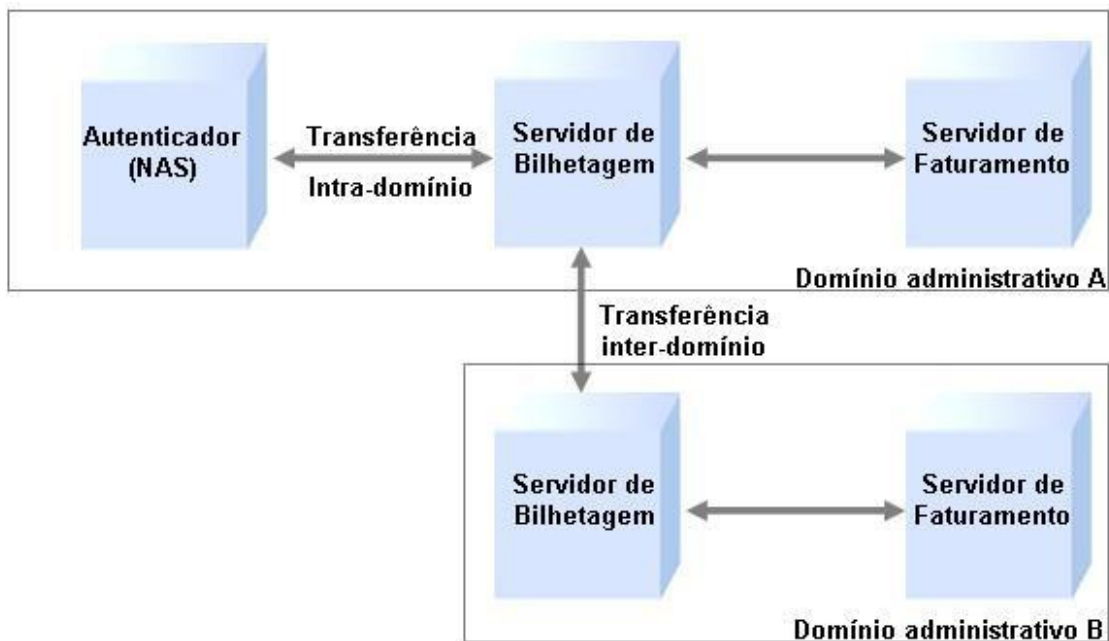 Autenticador
(NAS)
Transferência
Intra-domínio
Servidor de
Bilhetagem
Servidor de
Faturamento
Domínio administrativo A
Transferência
inter-domínio
Servidor de
Bilhetagem
Servidor de
Faturamento
Domínio administrativo B